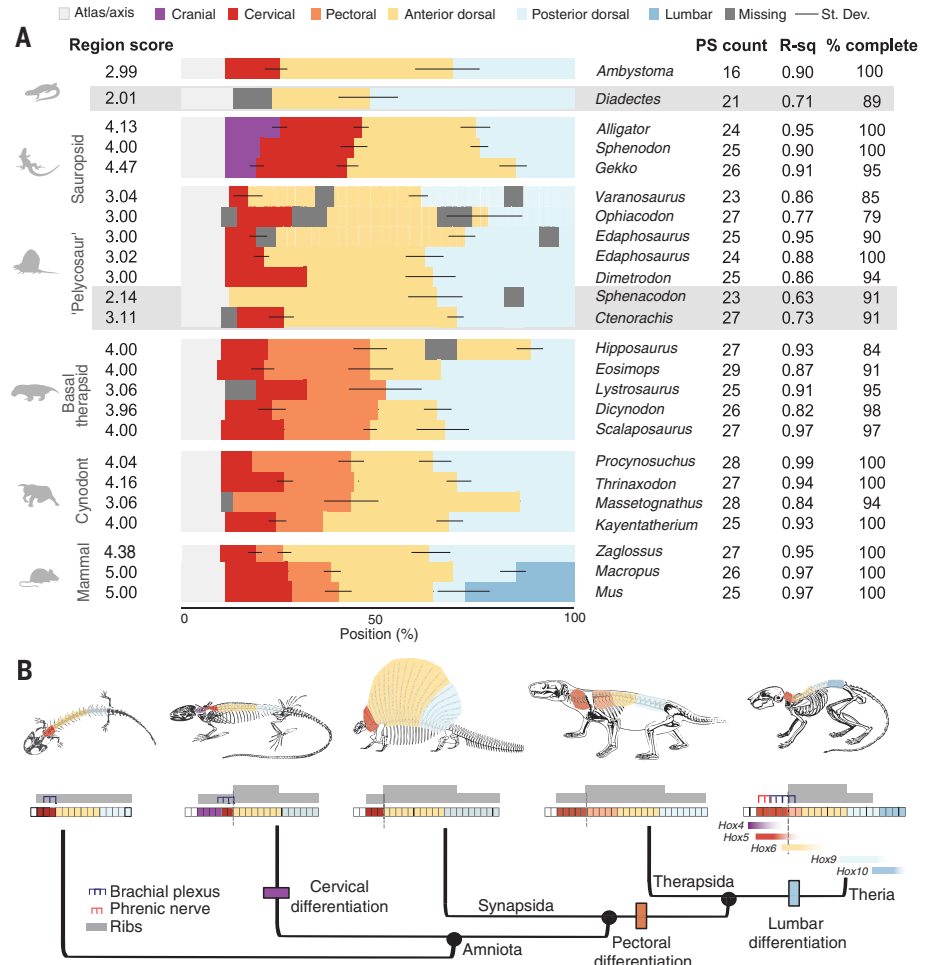 Atlas/axis Cranial Cervical Pectoral Anterior dorsal Posterior dorsal Lumbar Missing St. Dev.
A Region score PS count R-sq % complete
2.99 Ambystoma 16 0.90 100
2.01 Diadectes 21 0.71 89
Sauropsid
4.13 Alligator 24 0.95 100
4.00 Sphenodon 25 0.90 100
4.47 Gekko 26 0.91 95
'Pelycosaur'
3.04 Varanosaurus 23 0.86 85
3.00 Ophiacodon 27 0.77 79
3.00 Edaphosaurus 25 0.95 90
3.02 Edaphosaurus 24 0.88 100
3.00 Dimetrodon 25 0.86 94
2.14 Sphenacodon 23 0.63 91
3.11 Ctenorachis 27 0.73 91
Basal
therapsid
4.00 Hipposaurus 27 0.93 84
4.00 Eosimops 29 0.87 91
3.06 Lystrosaurus 25 0.91 95
3.96 Dicynodon 26 0.82 98
4.00 Scalaposaurus 27 0.97 97
Cynodont
4.04 Procynosuchus 28 0.99 100
4.16 Thrinaxodon 27 0.94 100
3.06 Massetognathus 28 0.84 94
4.00 Kayentatherium 25 0.93 100
Mammal
4.38 Zaglossus 27 0.95 100
5.00 Macropus 26 0.97 100
5.00 Mus 25 0.97 100
0 50 100
Position (%)
B
Hox4
Hox5
Hox6
Hox9
Hox10
Brachial plexus
Phrenic nerve
Ribs
Cervical
differentiation
Synapsida
Amniota
Pectoral
differentiation
Therapsida
Lumbar
differentiation
Theria